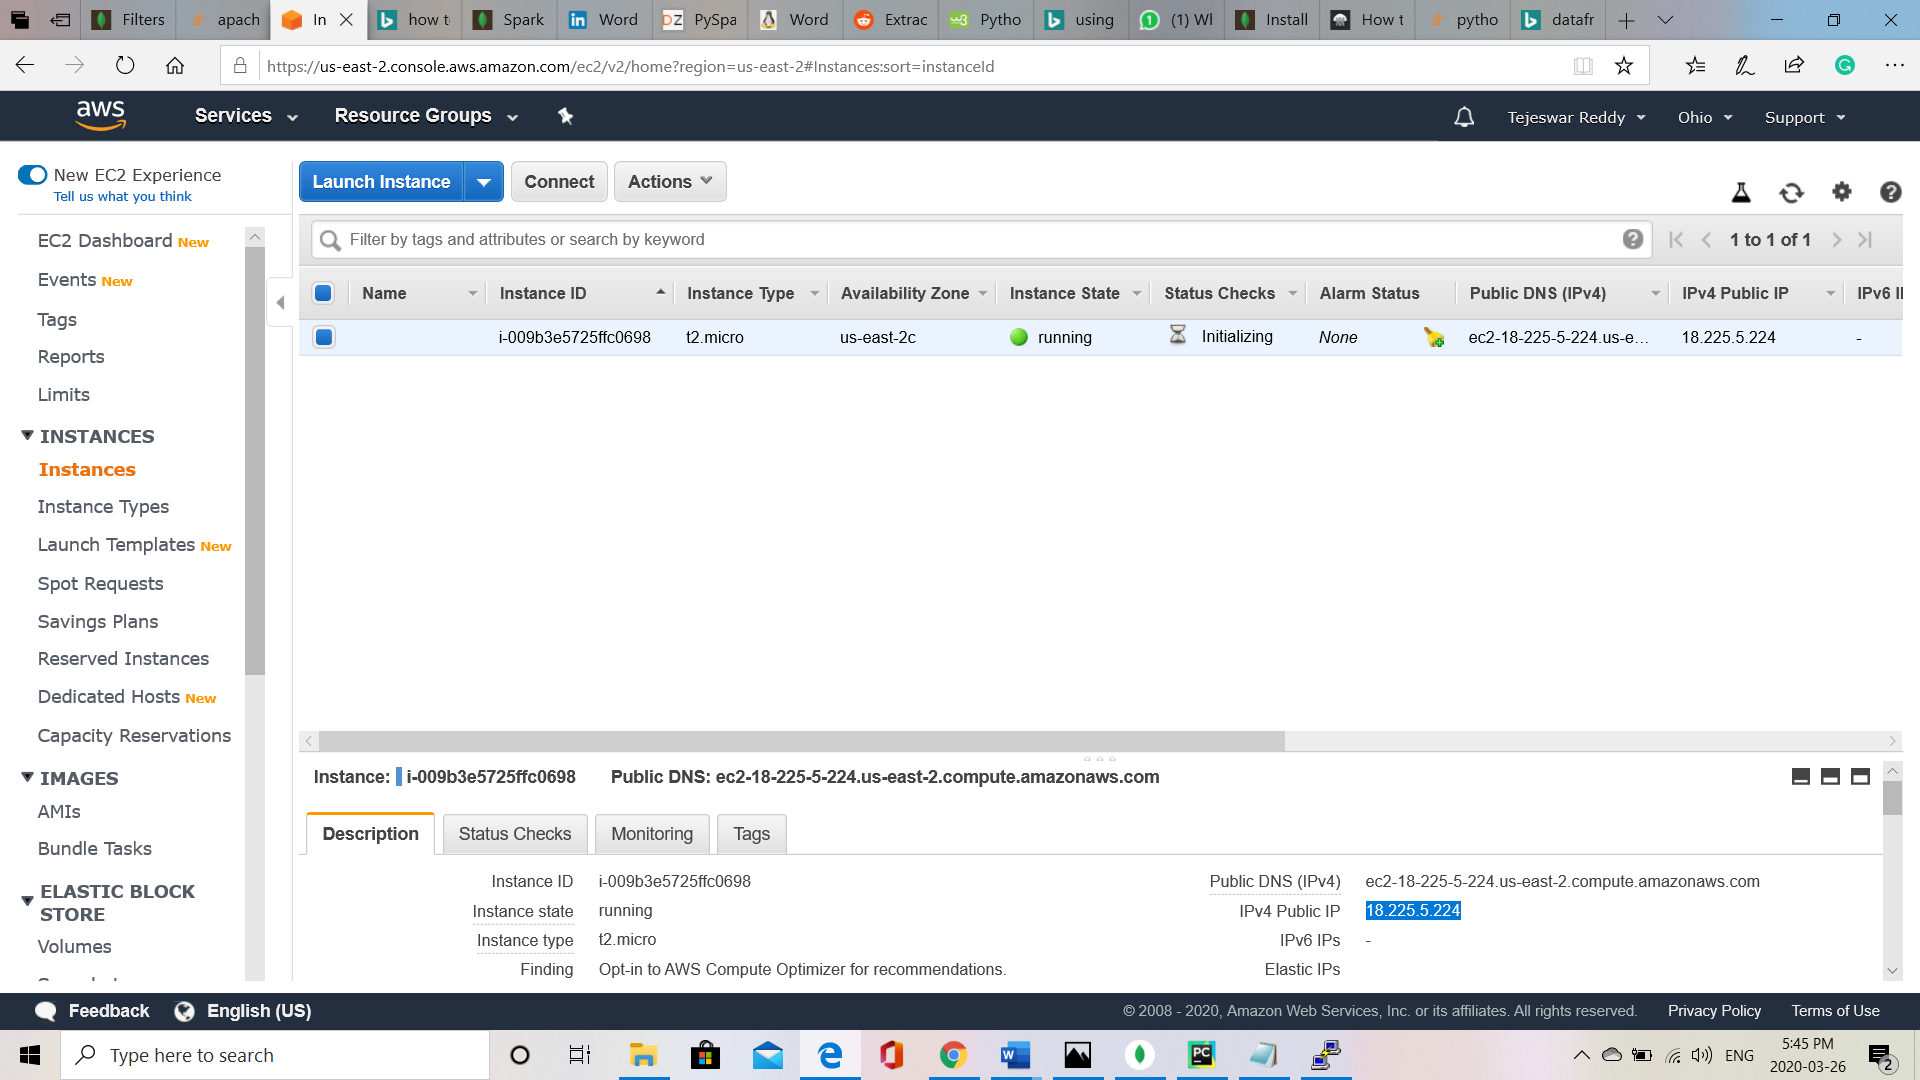 Filters
apach
In
how t
Spark
Word
DZ PySpa
Word
Extrac
Pytho
using
(1) WI
Install
How t
pytho
datafr
https://us-east-2.console.aws.amazon.com/ec2/v2/home?region=us-east-2#Instances:sort=instanceId
aws Services Resource Groups Tejeswar Reddy Ohio Support
New EC2 Experience
Tell us what you think
EC2 Dashboard New
Events New
Tags
Reports
Limits
INSTANCES
Instances
Instance Types
Launch Templates New
Spot Requests
Savings Plans
Reserved Instances
Dedicated Hosts New
Capacity Reservations
IMAGES
AMIs
Bundle Tasks
ELASTIC BLOCK
STORE
Volumes
Launch Instance Connect Actions
Filter by tags and attributes or search by keyword 1 to 1 of 1
Name Instance ID Instance Type Availability Zone Instance State Status Checks Alarm Status Public DNS (IPv4) IPv4 Public IP IPv6 I
i-009b3e5725ffc0698 t2.micro us-east-2c running Initializing None ec2-18-225-5-224.us-e... 18.225.5.224 -
Instance: i-009b3e5725ffc0698 Public DNS: ec2-18-225-5-224.us-east-2.compute.amazonaws.com
Description Status Checks Monitoring Tags
Instance ID i-009b3e5725ffc0698
Instance state running
Instance type t2.micro
Finding Opt-in to AWS Compute Optimizer for recommendations.
Public DNS (IPv4) ec2-18-225-5-224.us-east-2.compute.amazonaws.com
IPv4 Public IP 18.225.5.224
IPv6 IPs -
Elastic IPs
Feedback English (US) © 2008 - 2020, Amazon Web Services, Inc. or its affiliates. All rights reserved. Privacy Policy Terms of Use
Type here to search
ENG
5:45 PM
2020-03-26
2